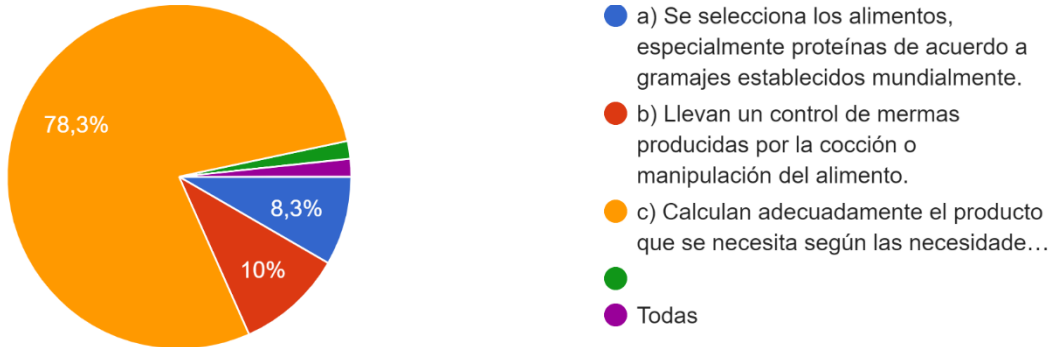 78,3%
8,3%
10%
a) Se selecciona los alimentos,
especialmente proteínas de acuerdo a
gramajes establecidos mundialmente.
b) Llevan un control de mermas
producidas por la cocción o
manipulación del alimento.
c) Calculan adecuadamente el producto
que se necesita según las necesidade…
Todas